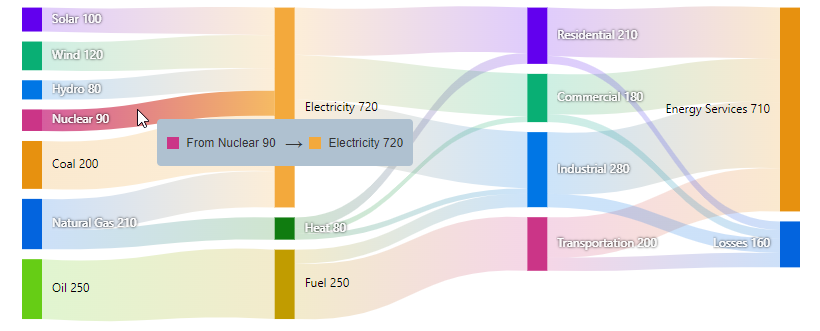 Solar 100
Wind 120
Hydro 80
Nuclear 90
Coal 200
Natural Gas 210
Oil 250
Electricity 720
From Nuclear 90 → Electricity 720
Heat 80
Fuel 250
Residential 210
Commercial 180
Industrial 280
Transportation 200
Energy Services 710
Losses 160